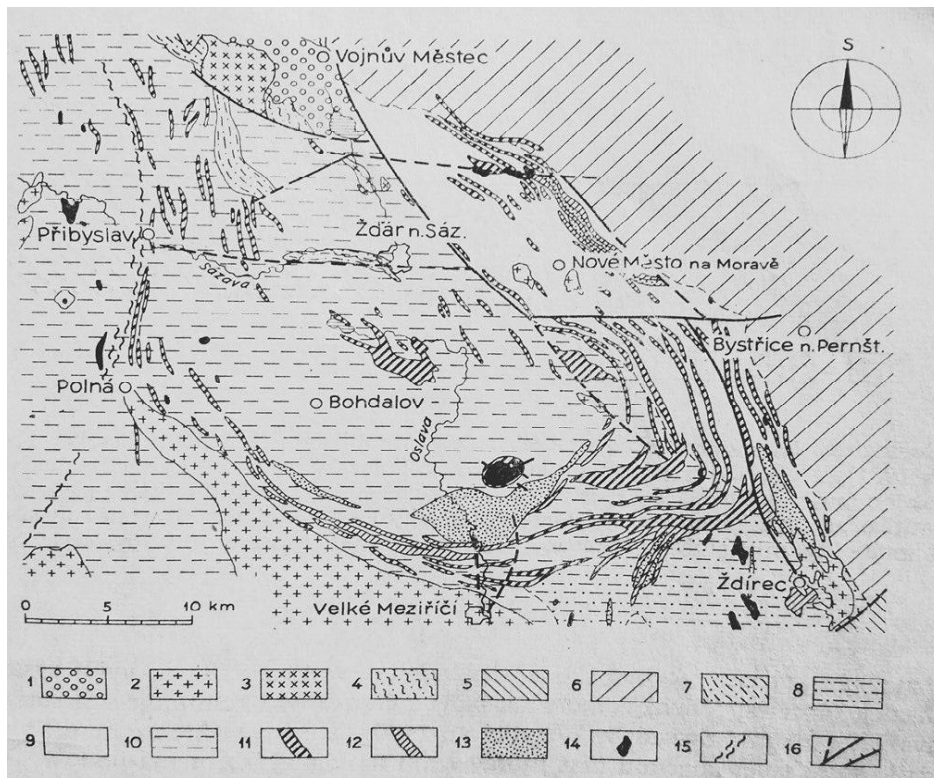 S
Vojnův Městec
Přibyslav
Žďár n. Sáz.
Sázava
Nové Město na Moravě
Bystřice n. Pernšt.
Polná
Bohdalov
Oslava
Ždírec
Velké Meziříčí
0 5 10 km
1 2 3 4 5 6 7 8
9 10 11 12 13 14 15 16